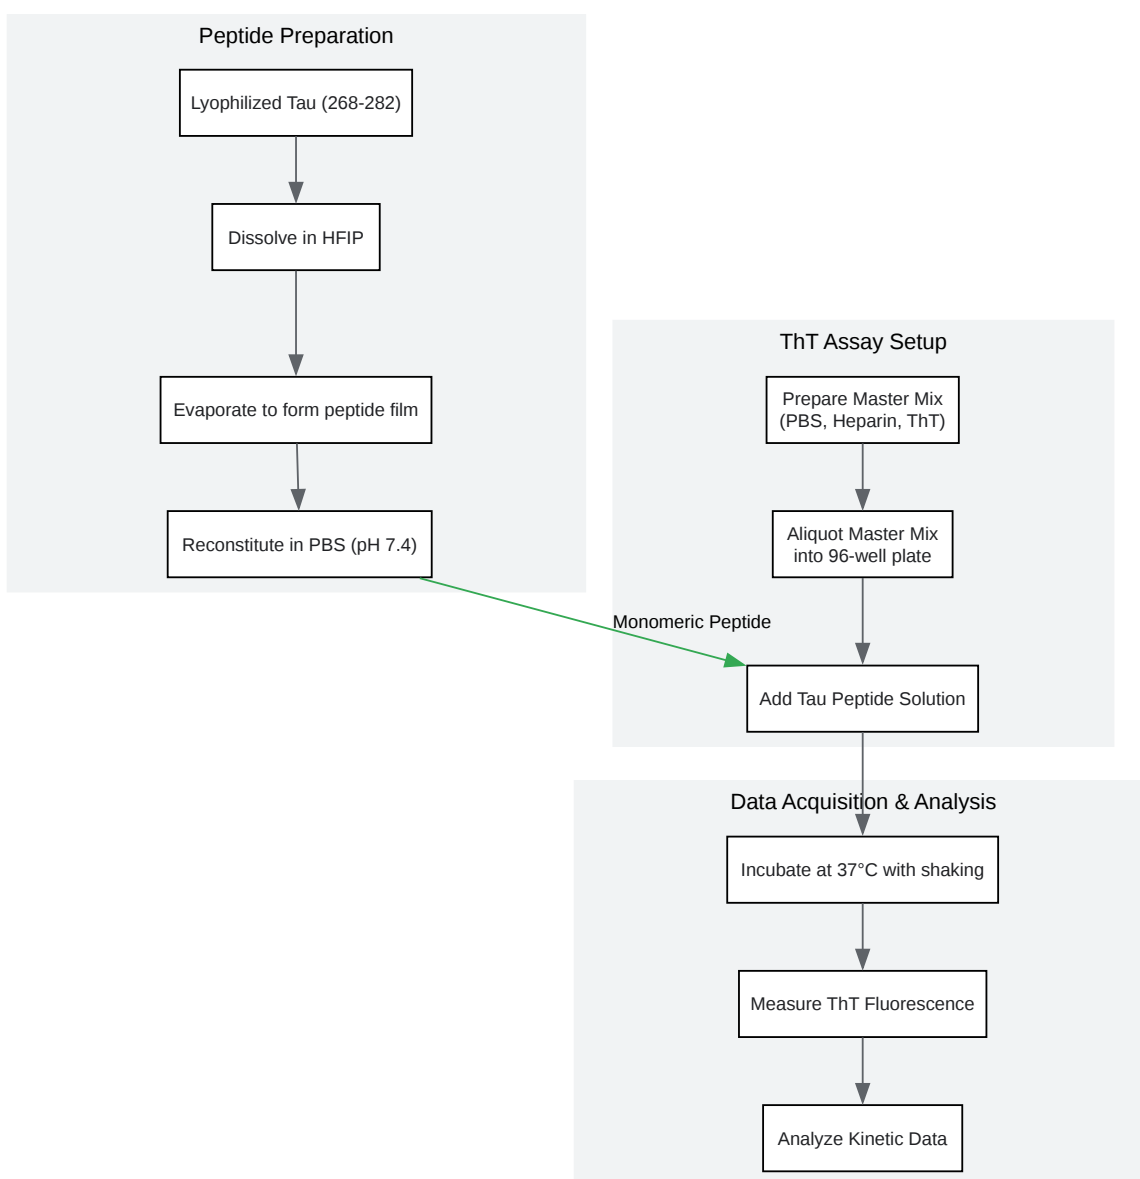 Peptide Preparation
Lyophilized Tau (268-282)
Dissolve in HFIP
Evaporate to form peptide film
Reconstitute in PBS (pH 7.4)
Monomeric Peptide
ThT Assay Setup
Prepare Master Mix
(PBS, Heparin, ThT)
Aliquot Master Mix
into 96-well plate
Add Tau Peptide Solution
Data Acquisition & Analysis
Incubate at 37°C with shaking
Measure ThT Fluorescence
Analyze Kinetic Data